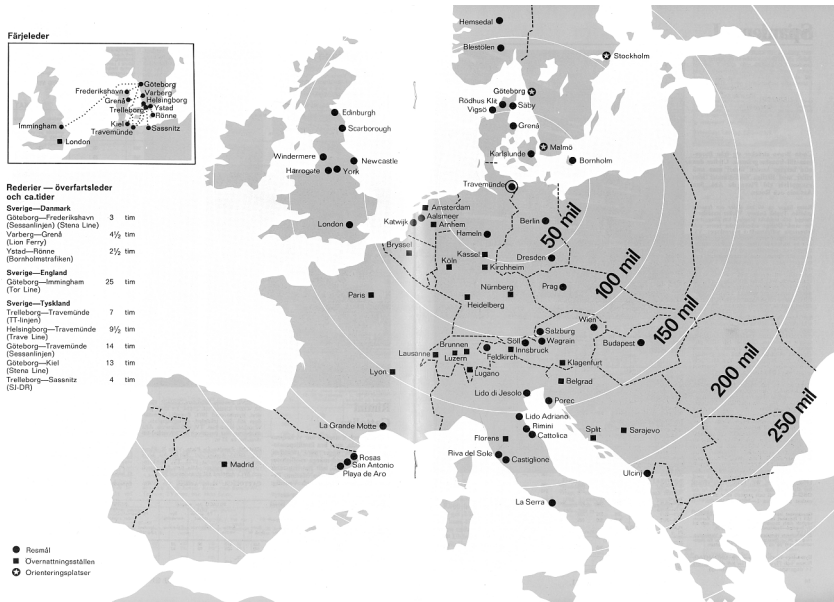 Färjeleder
Göteborg
Frederikshavn
Varberg
Grenå
Helsingborg
Trelleborg
Ystad
Rönne
Immingham
Kiel
Travemünde
Sassnitz
London
Rederier — överfartsleder
och ca.tider
Sverige—Danmark
Göteborg—Frederikshavn 3 tim
(Sessanlinjen) (Stena Line)
Varberg—Grenå 4½ tim
(Lion Ferry)
Ystad—Rönne 2½ tim
(Bornholmstrafiken)
Sverige—England
Göteborg—Immingham 25 tim
(Tor Line)
Sverige—Tyskland
Trelleborg—Travemünde 7 tim
(TT-linjen)
Helsingborg—Travemünde 9½ tim
(Trave Line)
Göteborg—Travemünde 14 tim
(Sessanlinjen)
Göteborg—Kiel 13 tim
(Stena Line)
Trelleborg—Sassnitz 4 tim
(SJ-DR)
Hemsedal
Blestölen
Stockholm
Göteborg
Rödhus Klit
Säby
Vigsö
Grenå
Malmö
Karlslunde
Bornholm
Travemünde
Edinburgh
Scarborough
Windermere
Newcastle
Harrogate
York
London
Amsterdam
Aalsmeer
Katwijk
Arnhem
Bryssel
Hameln
Berlin
Kassel
Dresden
Köln
Kirchheim
Nürnberg
Prag
Heidelberg
Paris
Wien
Salzburg
Söll
Wagrain
Budapest
Brunnen
Innsbruck
Lausanne
Luzern
Feldkirch
Klagenfurt
Lugano
Belgrad
Lyon
Lido di Jesolo
Porec
Lido Adriano
Rimini
Cattolica
Split
Sarajevo
La Grande Motte
Florens
Riva del Sole
Castiglione
Ulcinj
Rosas
San Antonio
Playa de Aro
Madrid
La Serra
50 mil
100 mil
150 mil
200 mil
250 mil
Resmål
Övernattningsställen
Orienteringsplatser